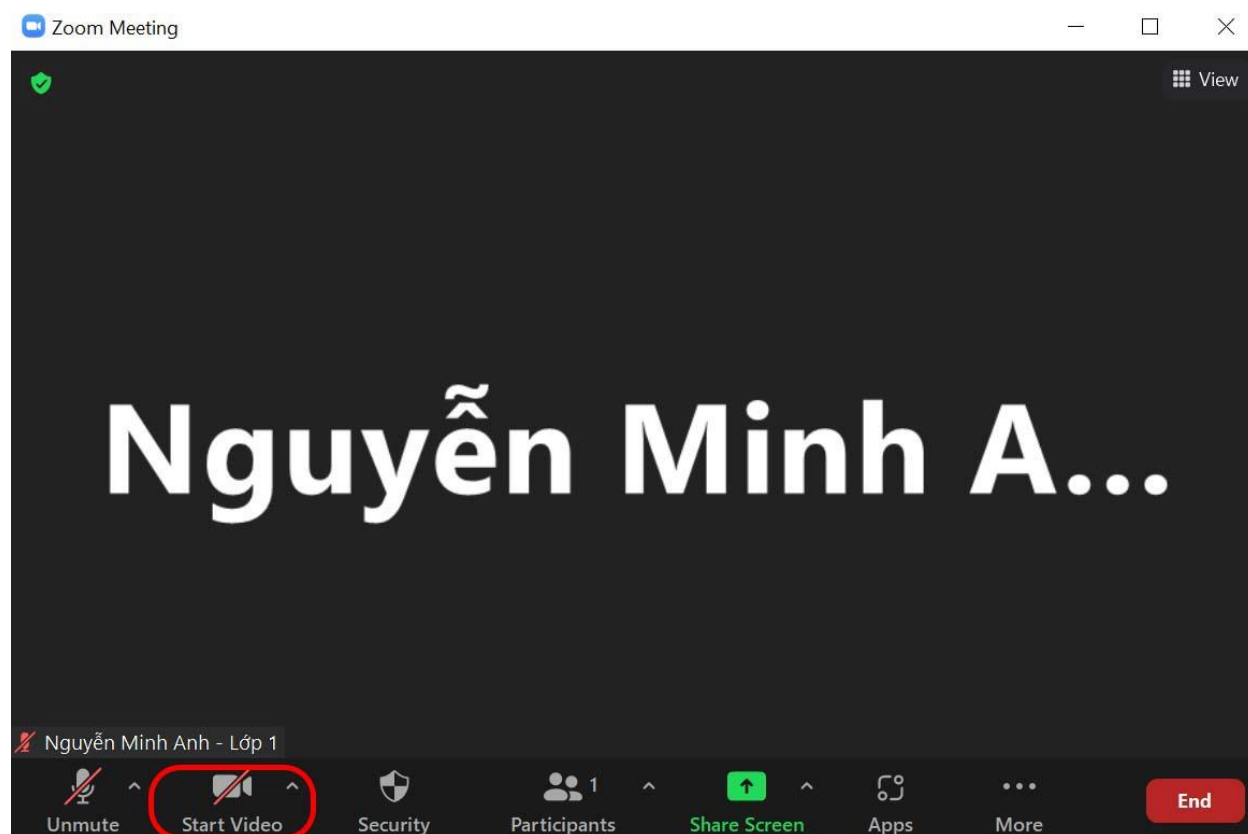 Zoom Meeting
View
Nguyễn Minh A...
Nguyễn Minh Anh - Lớp 1
Unmute Start Video Security Participants 1 Share Screen Apps More End